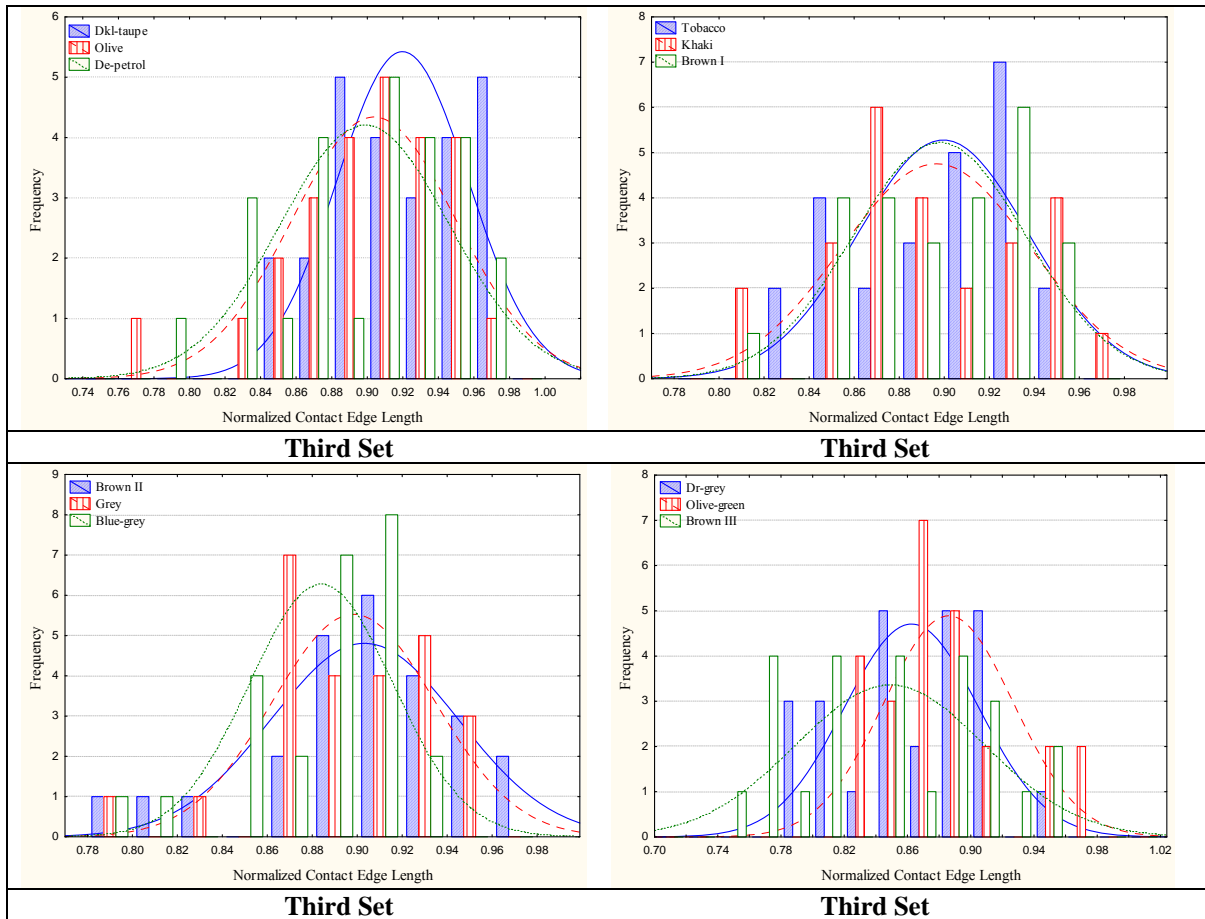 6
5
4
3
2
1
0
Frequency
Dkl-taupe
Olive
De-petrol
0.74 0.76 0.78 0.80 0.82 0.84 0.86 0.88 0.90 0.92 0.94 0.96 0.98 1.00
Normalized Contact Edge Length
Third Set
8
7
6
5
4
3
2
1
0
Frequency
Tobacco
Khaki
Brown I
0.78 0.80 0.82 0.84 0.86 0.88 0.90 0.92 0.94 0.96 0.98
Normalized Contact Edge Length
Third Set
9
8
7
6
5
4
3
2
1
0
Frequency
Brown II
Grey
Blue-grey
0.78 0.80 0.82 0.84 0.86 0.88 0.90 0.92 0.94 0.96 0.98
Normalized Contact Edge Length
Third Set
8
7
6
5
4
3
2
1
0
Frequency
Dr-grey
Olive-green
Brown III
0.70 0.74 0.78 0.82 0.86 0.90 0.94 0.98 1.02
Normalized Contact Edge Length
Third Set